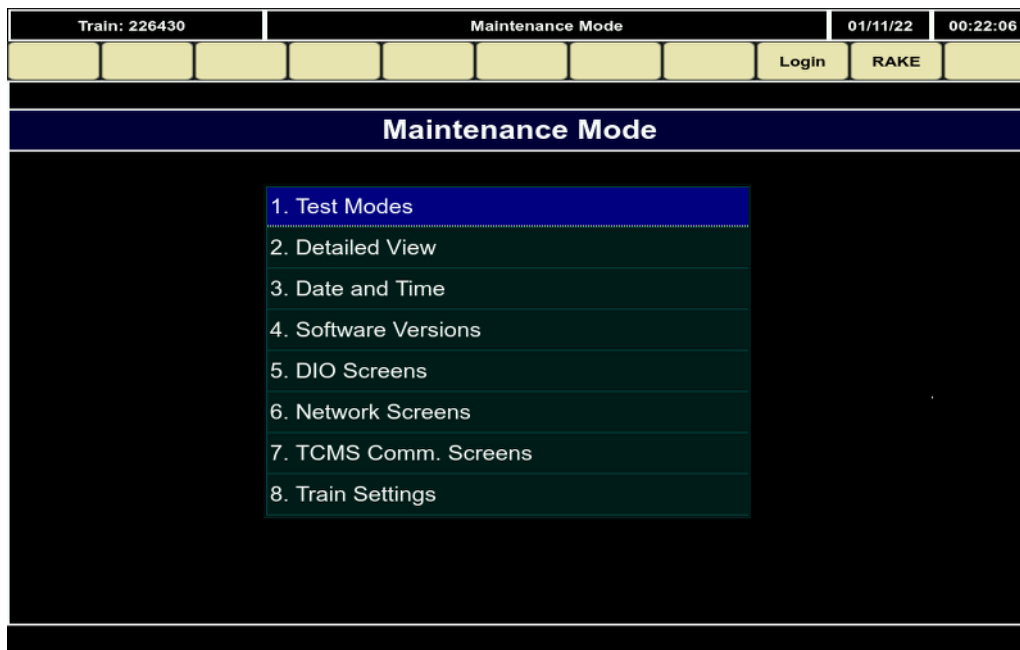 Train: 226430 Maintenance Mode 01/11/22 00:22:06
Login RAKE
Maintenance Mode
1. Test Modes
2. Detailed View
3. Date and Time
4. Software Versions
5. DIO Screens
6. Network Screens
7. TCMS Comm. Screens
8. Train Settings